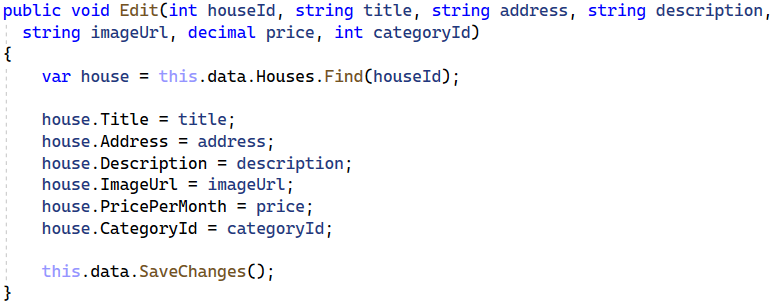 public void Edit(int houseId, string title, string address, string description,
string imageUrl, decimal price, int categoryId)
{
var house = this.data.Houses.Find(houseId);
house.Title = title;
house.Address = address;
house.Description = description;
house.ImageUrl = imageUrl;
house.PricePerMonth = price;
house.CategoryId = categoryId;
this.data.SaveChanges();
}